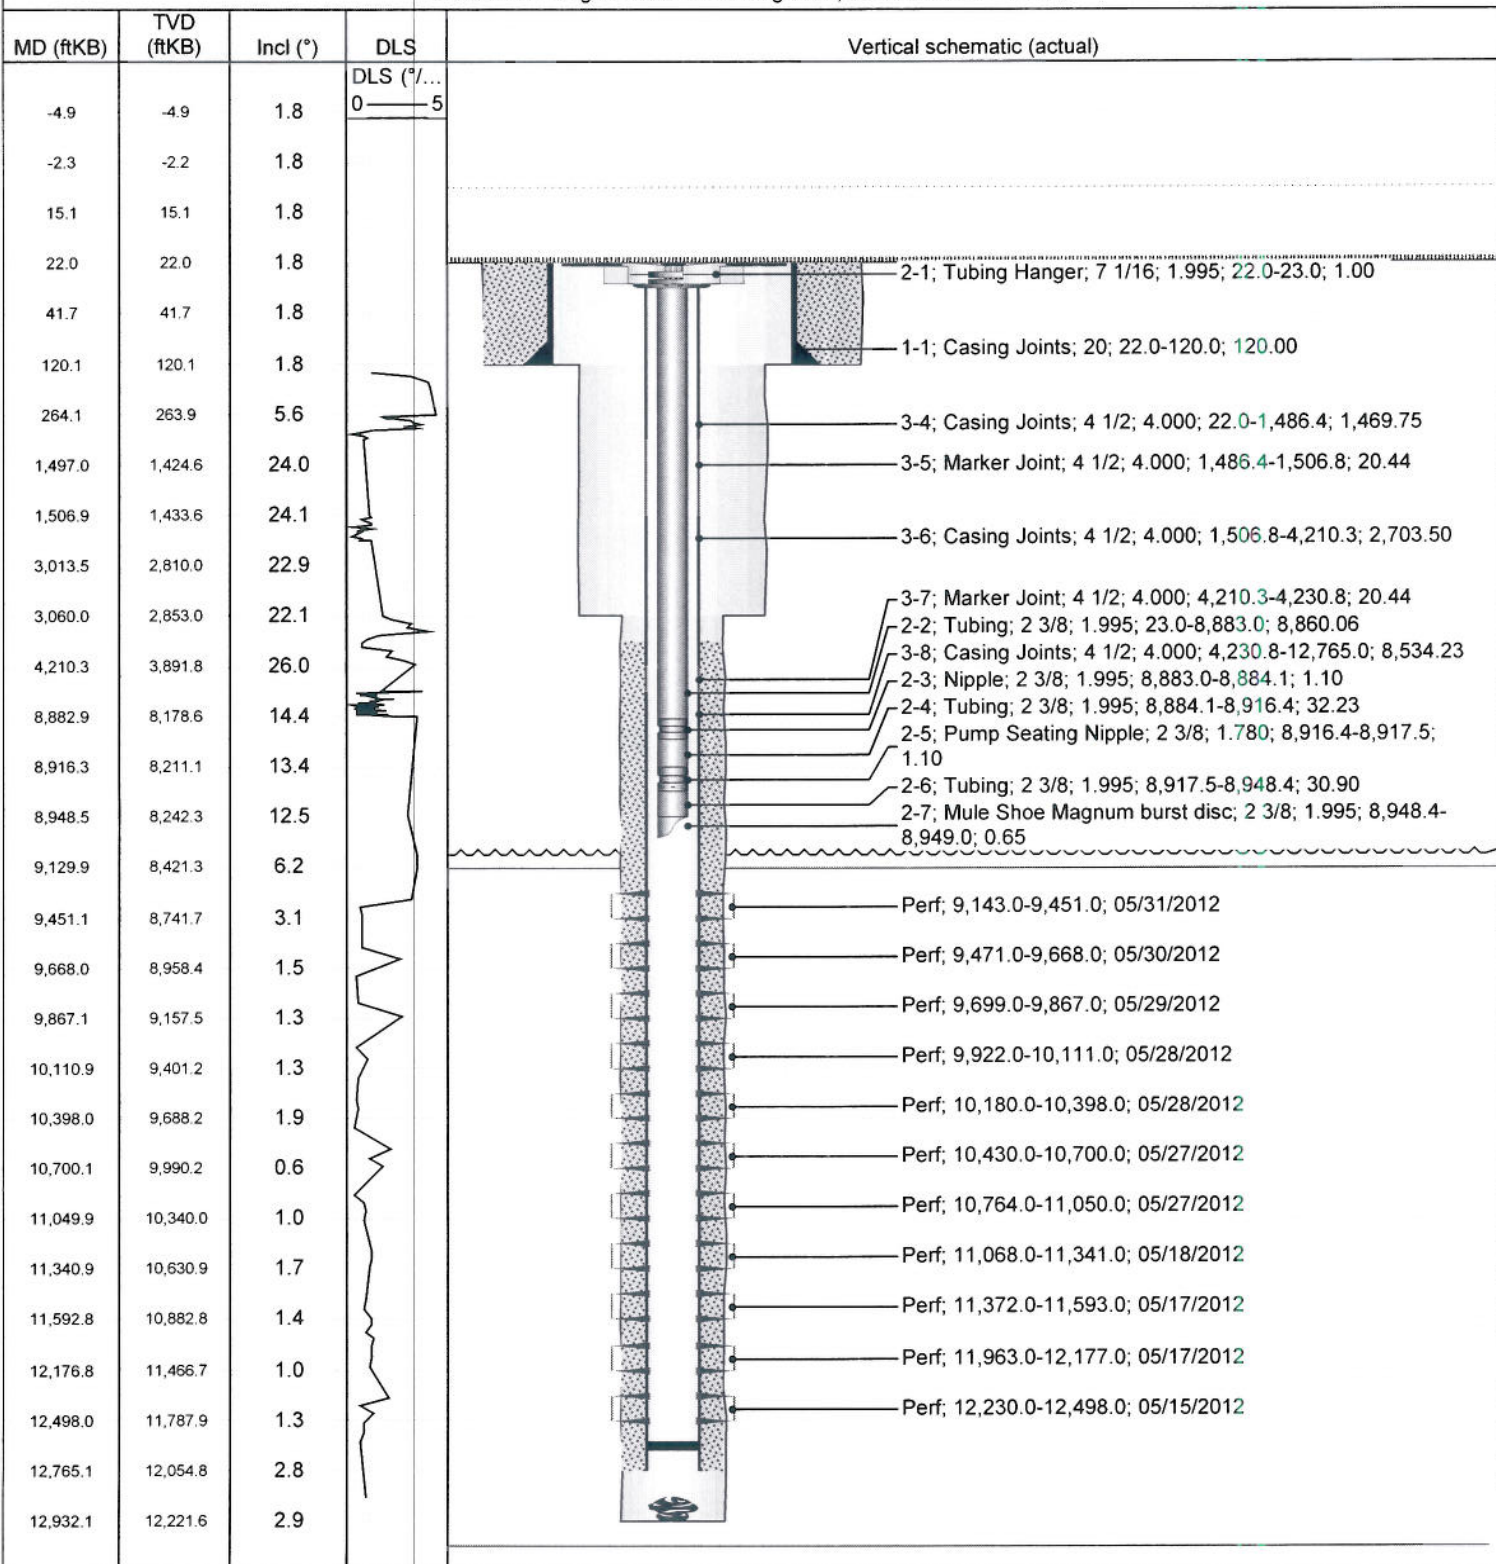 MD (ftKB)
TVD
(ftKB)
Incl (°)
DLS
Vertical schematic (actual)
DLS (°/...
0 5
-4.9 -4.9 1.8
-2.3 -2.2 1.8
15.1 15.1 1.8
22.0 22.0 1.8
2-1; Tubing Hanger; 7 1/16; 1.995; 22.0-23.0; 1.00
41.7 41.7 1.8
1-1; Casing Joints; 20; 22.0-120.0; 120.00
120.1 120.1 1.8
264.1 263.9 5.6
3-4; Casing Joints; 4 1/2; 4.000; 22.0-1,486.4; 1,469.75
1,497.0 1,424.6 24.0
3-5; Marker Joint; 4 1/2; 4.000; 1,486.4-1,506.8; 20.44
1,506.9 1,433.6 24.1
3-6; Casing Joints; 4 1/2; 4.000; 1,506.8-4,210.3; 2,703.50
3,013.5 2,810.0 22.9
3-7; Marker Joint; 4 1/2; 4.000; 4,210.3-4,230.8; 20.44
3,060.0 2,853.0 22.1
2-2; Tubing; 2 3/8; 1.995; 23.0-8,883.0; 8,860.06
3-8; Casing Joints; 4 1/2; 4.000; 4,230.8-12,765.0; 8,534.23
4,210.3 3,891.8 26.0
2-3; Nipple; 2 3/8; 1.995; 8,883.0-8,884.1; 1.10
2-4; Tubing; 2 3/8; 1.995; 8,884.1-8,916.4; 32.23
8,882.9 8,178.6 14.4
2-5; Pump Seating Nipple; 2 3/8; 1.780; 8,916.4-8,917.5;
1.10
8,916.3 8,211.1 13.4
2-6; Tubing; 2 3/8; 1.995; 8,917.5-8,948.4; 30.90
8,948.5 8,242.3 12.5
2-7; Mule Shoe Magnum burst disc; 2 3/8; 1.995; 8,948.4-
8,949.0; 0.65
9,129.9 8,421.3 6.2
Perf; 9,143.0-9,451.0; 05/31/2012
9,451.1 8,741.7 3.1
Perf; 9,471.0-9,668.0; 05/30/2012
9,668.0 8,958.4 1.5
Perf; 9,699.0-9,867.0; 05/29/2012
9,867.1 9,157.5 1.3
Perf; 9,922.0-10,111.0; 05/28/2012
10,110.9 9,401.2 1.3
Perf; 10,180.0-10,398.0; 05/28/2012
10,398.0 9,688.2 1.9
Perf; 10,430.0-10,700.0; 05/27/2012
10,700.1 9,990.2 0.6
Perf; 10,764.0-11,050.0; 05/27/2012
11,049.9 10,340.0 1.0
Perf; 11,068.0-11,341.0; 05/18/2012
11,340.9 10,630.9 1.7
Perf; 11,372.0-11,593.0; 05/17/2012
11,592.8 10,882.8 1.4
Perf; 11,963.0-12,177.0; 05/17/2012
12,176.8 11,466.7 1.0
Perf; 12,230.0-12,498.0; 05/15/2012
12,498.0 11,787.9 1.3
12,765.1 12,054.8 2.8
12,932.1 12,221.6 2.9